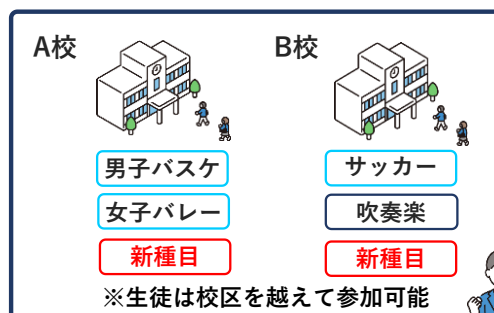 A校
B校
男子バスケ
サッカー
女子バレー
吹奏楽
新種目
新種目
※生徒は校区を越えて参加可能